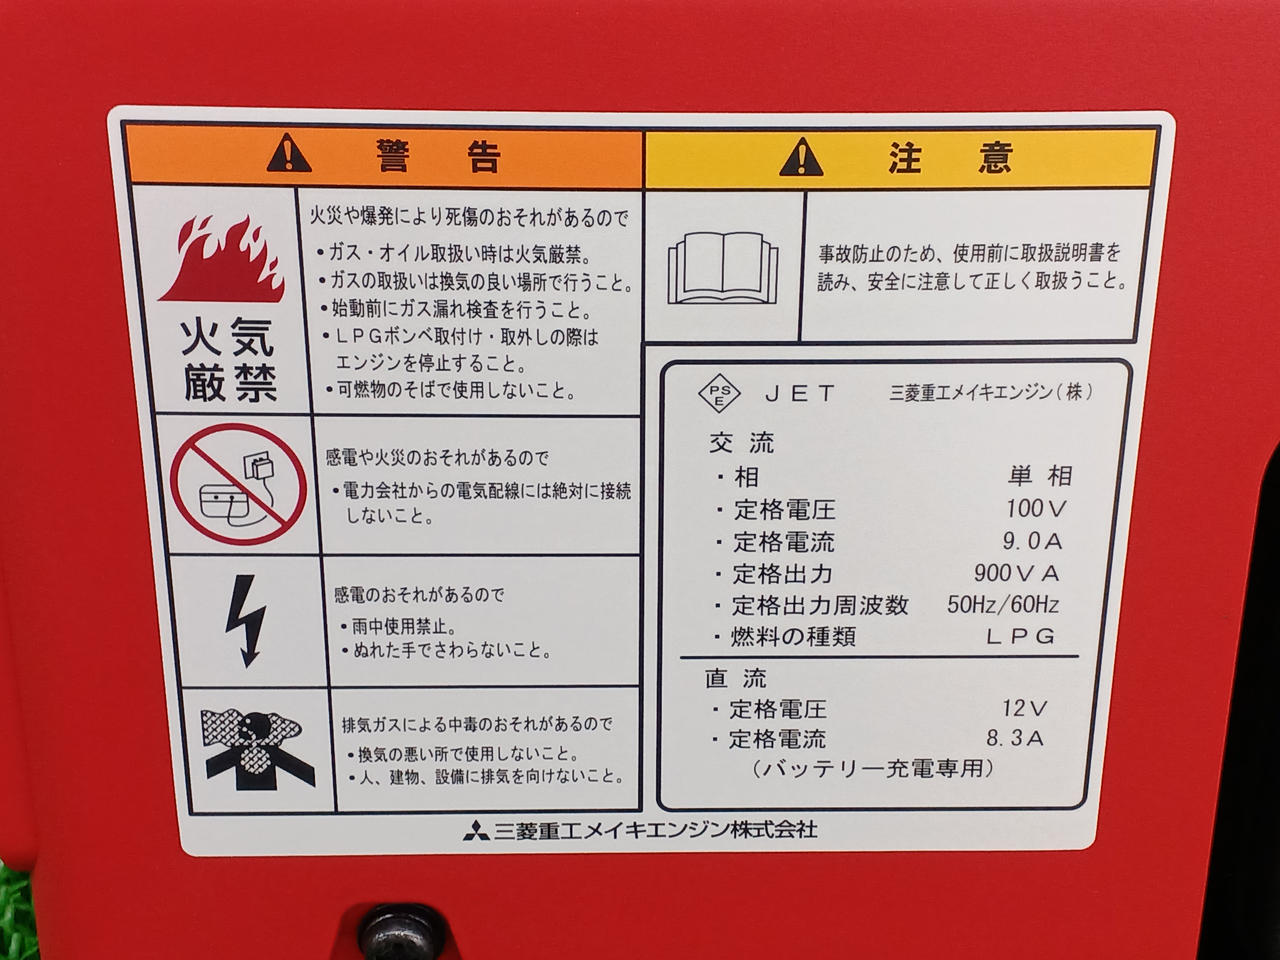 警告
火気
厳禁
火災や爆発により死傷のおそれがあるので
・ガス・オイル取扱い時は火気厳禁。
・ガスの取扱いは換気の良い場所で行うこと。
・始動前にガス漏れ検査を行うこと。
・LPGボンベ取付け・取外しの際は
エンジンを停止すること。
・可燃物のそばで使用しないこと。
感電や火災のおそれがあるので
・電力会社からの電気配線には絶対に接続
しないこと。
感電のおそれがあるので
・雨中使用禁止。
・ぬれた手でさわらないこと。
排気ガスによる中毒のおそれがあるので
・換気の悪い所で使用しないこと。
・人、建物、設備に排気を向けないこと。
注意
事故防止のため、使用前に取扱説明書を
読み、安全に注意して正しく取扱うこと。
PS
E
JET 三菱重工メイキエンジン(株)
交流
・相 単相
・定格電圧 100V
・定格電流 9.0A
・定格出力 900VA
・定格出力周波数 50Hz/60Hz
・燃料の種類 LPG
直流
・定格電圧 12V
・定格電流 8.3A
(バッテリー充電専用)
三菱重工メイキエンジン株式会社